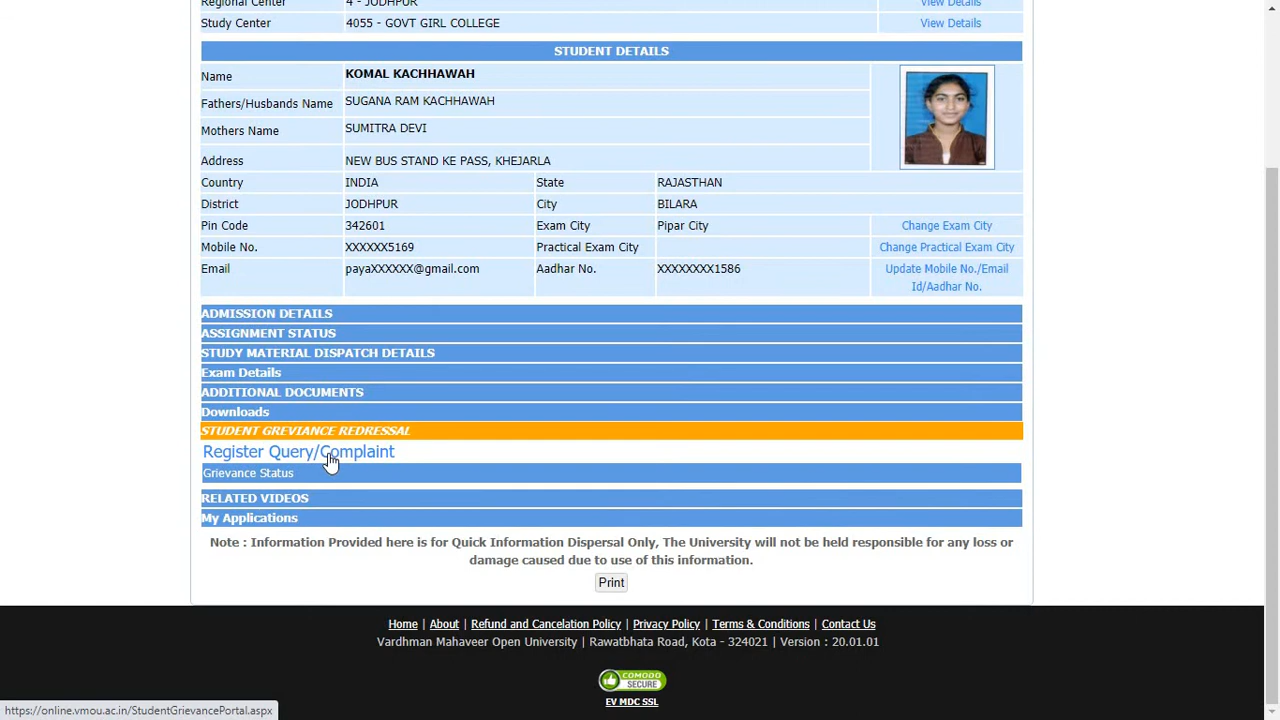 Regional Center 4 - JODHPUR View Details
Study Center 4055 - GOVT GIRL COLLEGE View Details
STUDENT DETAILS
Name KOMAL KACHHAWAH
Fathers/Husbands Name SUGANA RAM KACHHAWAH
Mothers Name SUMITRA DEVI
Address NEW BUS STAND KE PASS, KHEJARLA
Country INDIA State RAJASTHAN
District JODHPUR City BILARA
Pin Code 342601 Exam City Pipar City Change Exam City
Mobile No. XXXXXX5169 Practical Exam City Change Practical Exam City
Email payaXXXXXX@gmail.com Aadhar No. XXXXXXXX1586 Update Mobile No./Email
Id/Aadhar No.
ADMISSION DETAILS
ASSIGNMENT STATUS
STUDY MATERIAL DISPATCH DETAILS
Exam Details
ADDITIONAL DOCUMENTS
Downloads
STUDENT GREVIANCE REDRESSAL
Register Query/Complaint
Grievance Status
RELATED VIDEOS
My Applications
Note : Information Provided here is for Quick Information Dispersal Only, The University will not be held responsible for any loss or
damage caused due to use of this information.
Print
Home | About | Refund and Cancelation Policy | Privacy Policy | Terms & Conditions | Contact Us
Vardhman Mahaveer Open University | Rawatbhata Road, Kota - 324021 | Version : 20.01.01
COMODO
SECURE
EV MDC SSL
https://online.vmou.ac.in/StudentGrievancePortal.aspx